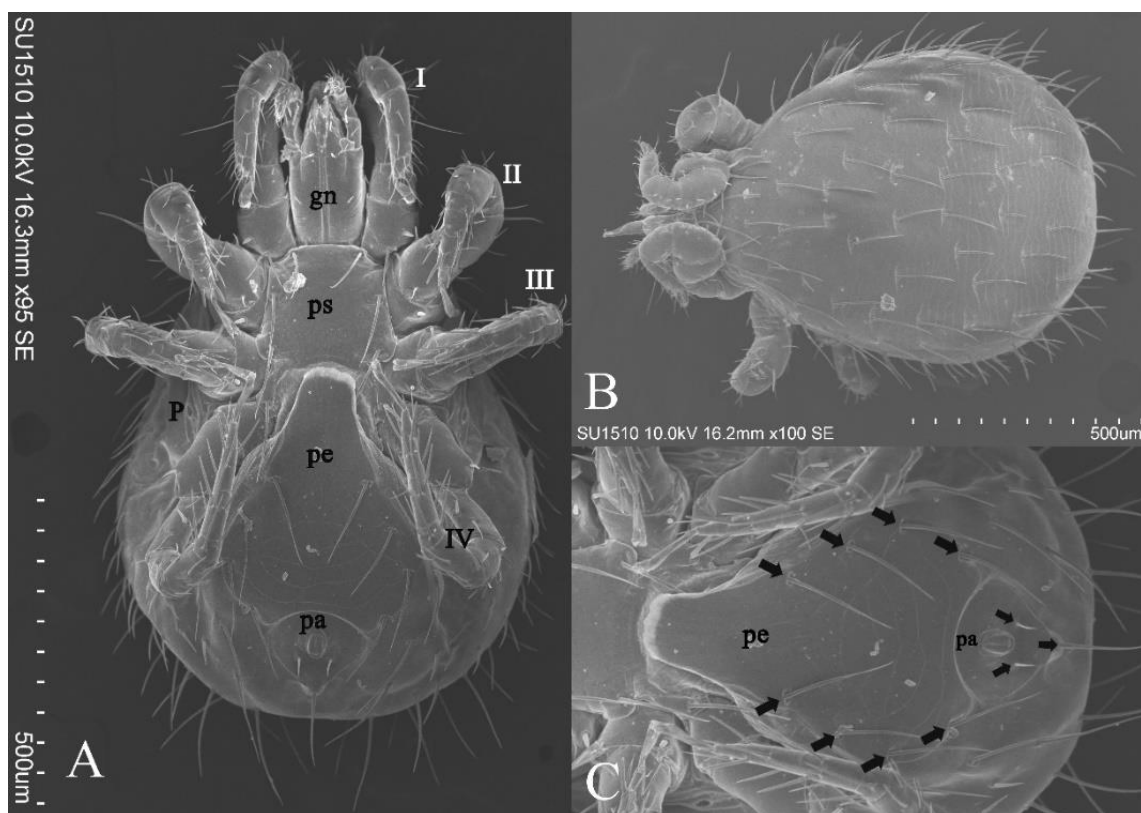 SU1510 10.0kV 16.3mm x95 SE
500um
I
II
III
gn
ps
P
pe
IV
pa
A
B
SU1510 10.0kV 16.2mm x100 SE
500um
pe
pa
C